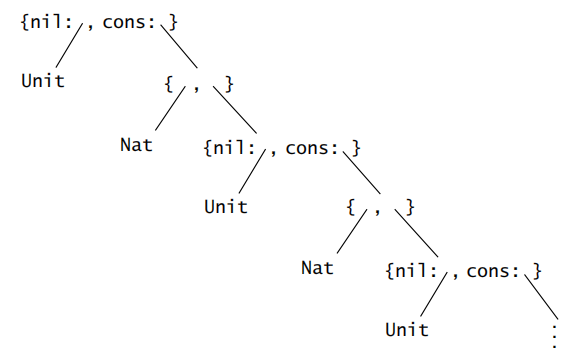 {nil: , cons: }
Unit
{ , }
Nat
{nil: , cons: }
Unit
{ , }
Nat
{nil: , cons: }
Unit
⋮